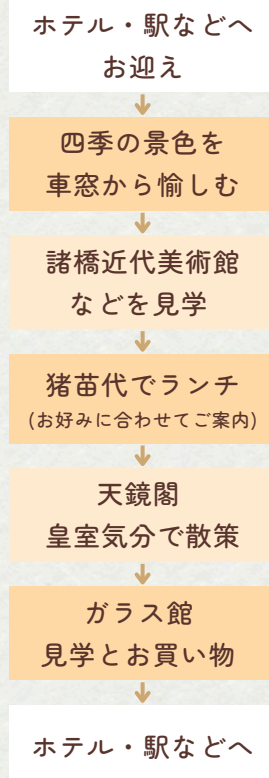 ホテル・駅などへ
お迎え
四季の景色を
車窓から愉しむ
諸橋近代美術館
などを見学
猪苗代でランチ
(お好みに合わせてご案内)
天鏡閣
皇室気分で散策
ガラス館
見学とお買い物
ホテル・駅などへ